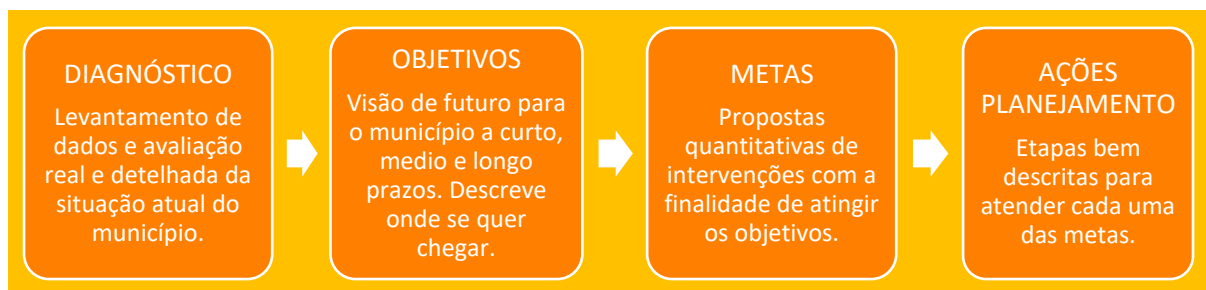 DIAGNÓSTICO
Levantamento de
dados e avaliação
real e detelhada da
situação atual do
município.
OBJETIVOS
Visão de futuro para
o município a curto,
medio e longo
prazos. Descreve
onde se quer
chegar.
METAS
Propostas
quantitativas de
intervenções com a
finalidade de atingir
os objetivos.
AÇÕES
PLANEJAMENTO
Etapas bem
descritas para
atender cada uma
das metas.